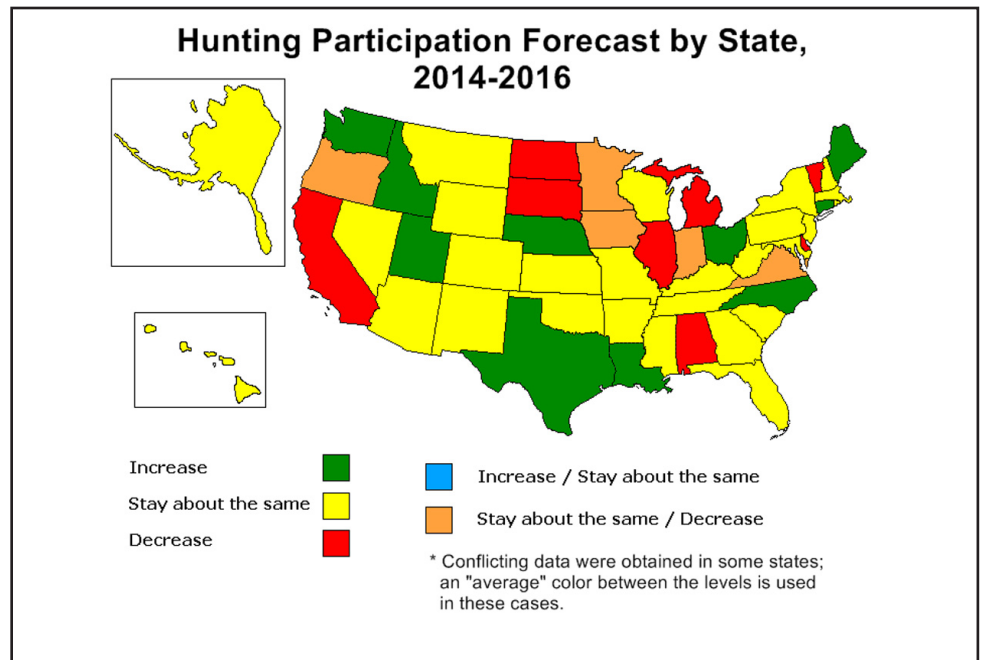 Hunting Participation Forecast by State,
2014-2016
Increase
Stay about the same
Decrease
Increase / Stay about the same
Stay about the same / Decrease
* Conflicting data were obtained in some states;
an "average" color between the levels is used
in these cases.